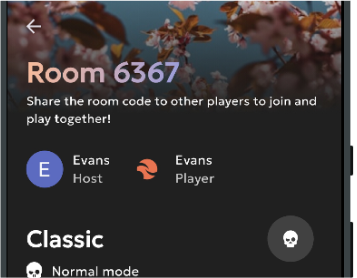 Room 6367
Share the room code to other players to join and
play together!
E
Evans
Host
Evans
Player
Classic
Normal mode